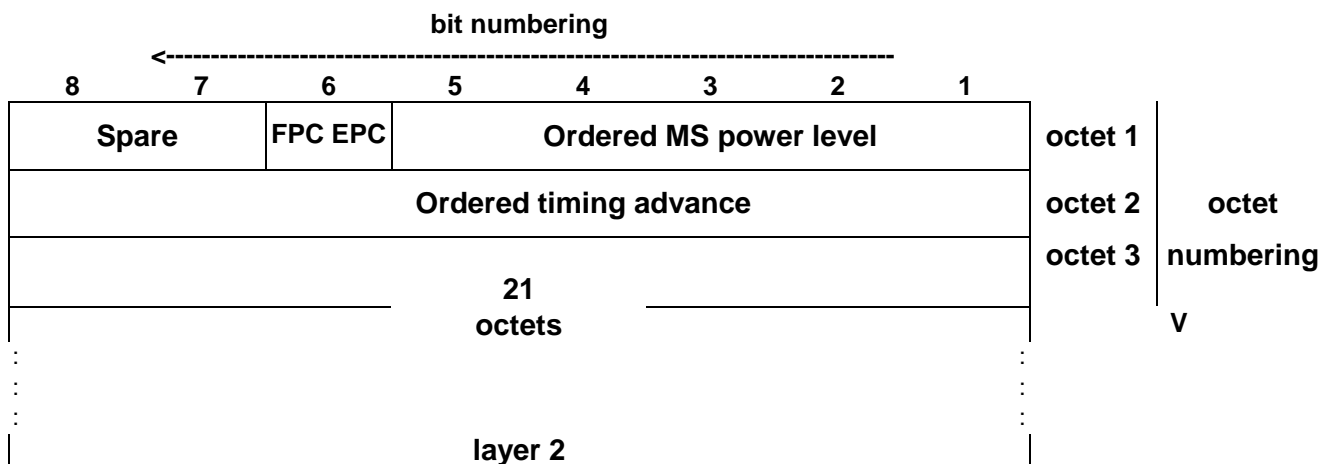 bit numbering
<--------------------------------------------------------------------------------
8 7 6 5 4 3 2 1
Spare FPC EPC Ordered MS power level octet 1
Ordered timing advance octet 2 octet
octet 3 numbering
21
octets V
: :
: :
: :
layer 2